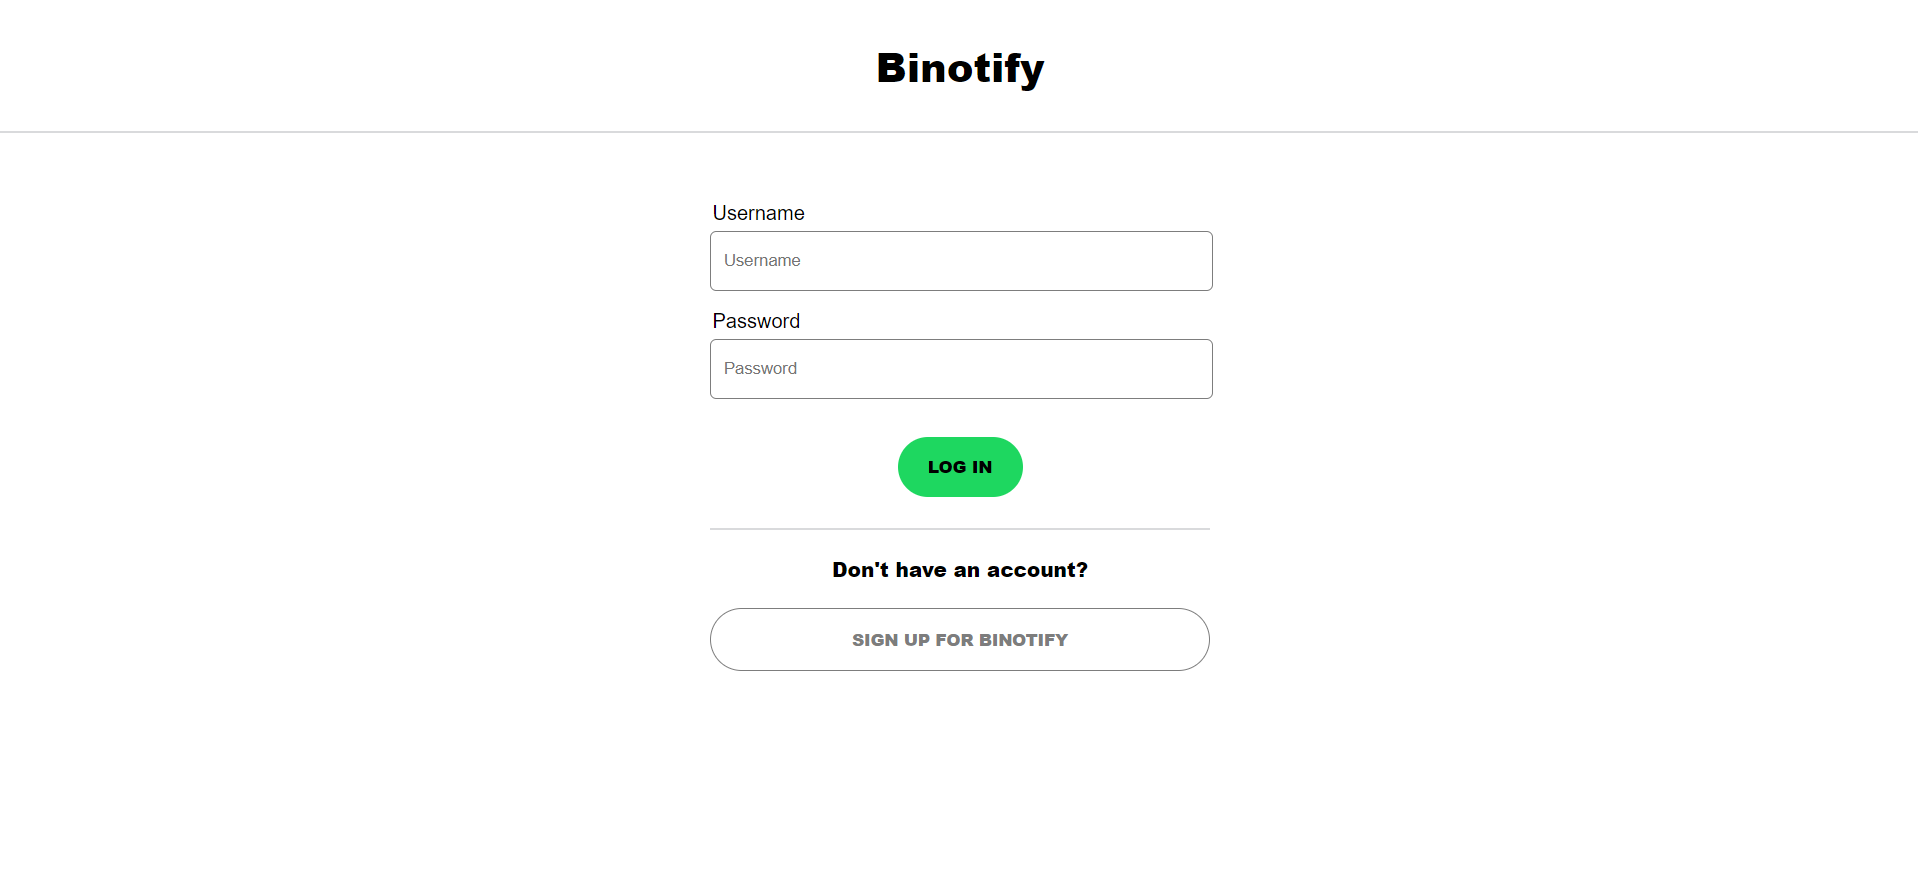 Binotify
Username
Username
Password
Password
LOG IN
Don't have an account?
SIGN UP FOR BINOTIFY